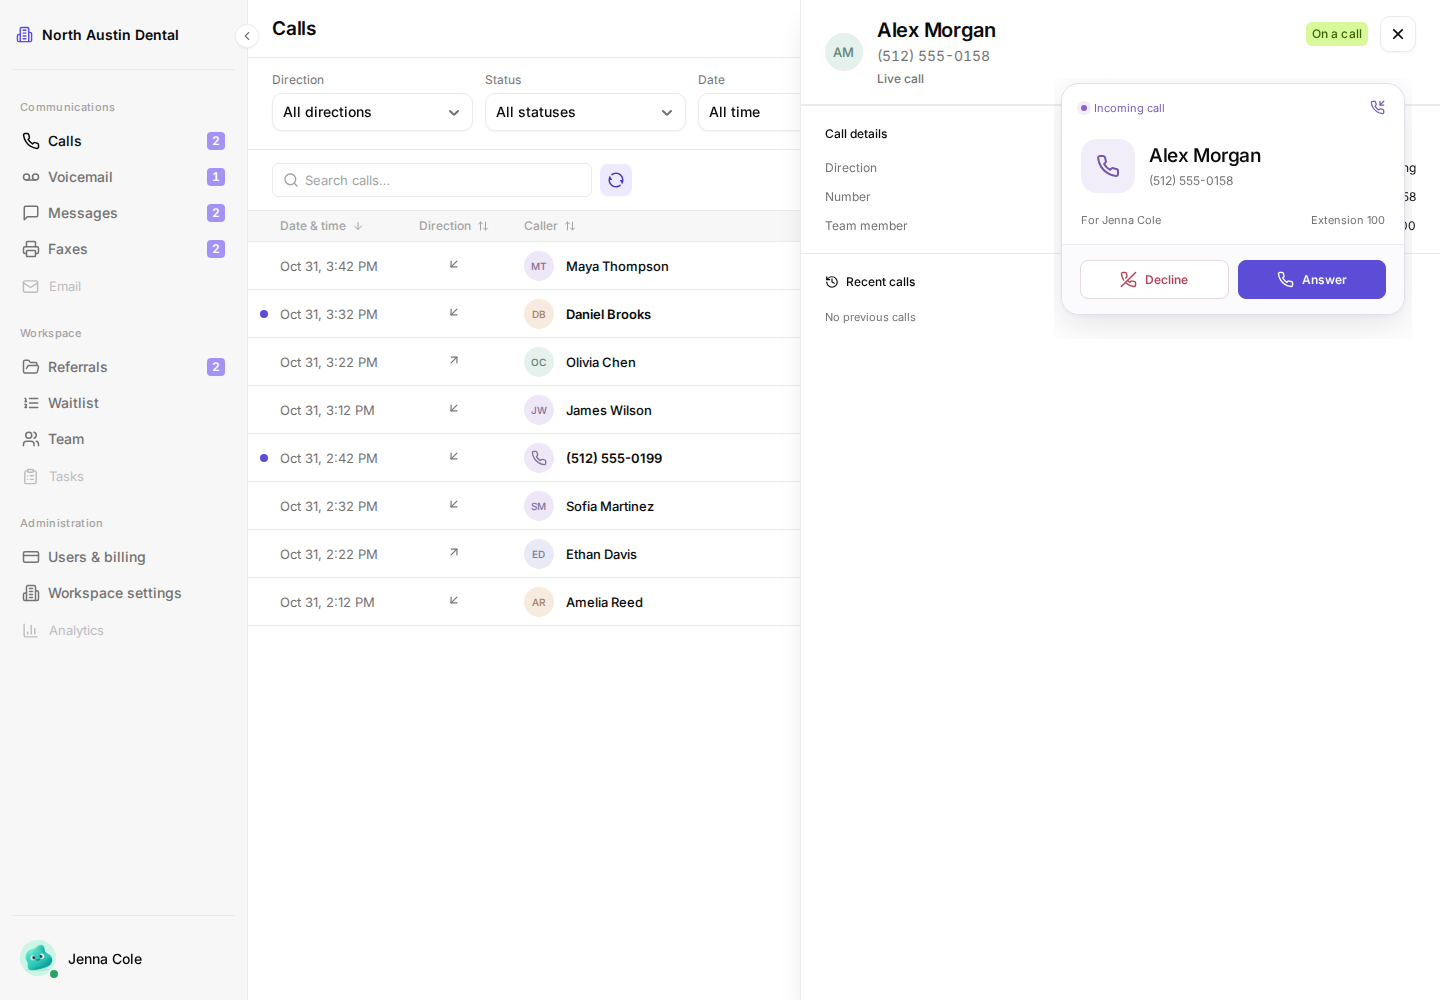 North Austin Dental
Communications
Calls 2
Voicemail 1
Messages 2
Faxes 2
Email
Workspace
Referrals 2
Waitlist
Team
Tasks
Administration
Users & billing
Workspace settings
Analytics
Jenna Cole
Calls
Direction Status Date
All directions All statuses All time
Search calls...
Date & time Direction Caller
Oct 31, 3:42 PM MT Maya Thompson
Oct 31, 3:32 PM DB Daniel Brooks
Oct 31, 3:22 PM OC Olivia Chen
Oct 31, 3:12 PM JW James Wilson
Oct 31, 2:42 PM (512) 555-0199
Oct 31, 2:32 PM SM Sofia Martinez
Oct 31, 2:22 PM ED Ethan Davis
Oct 31, 2:12 PM AR Amelia Reed
AM
Alex Morgan
(512) 555-0158
Live call
On a call
Call details
Direction ng
Number 58
Team member 00
Recent calls
No previous calls
Incoming call
Alex Morgan
(512) 555-0158
For Jenna Cole Extension 100
Decline Answer